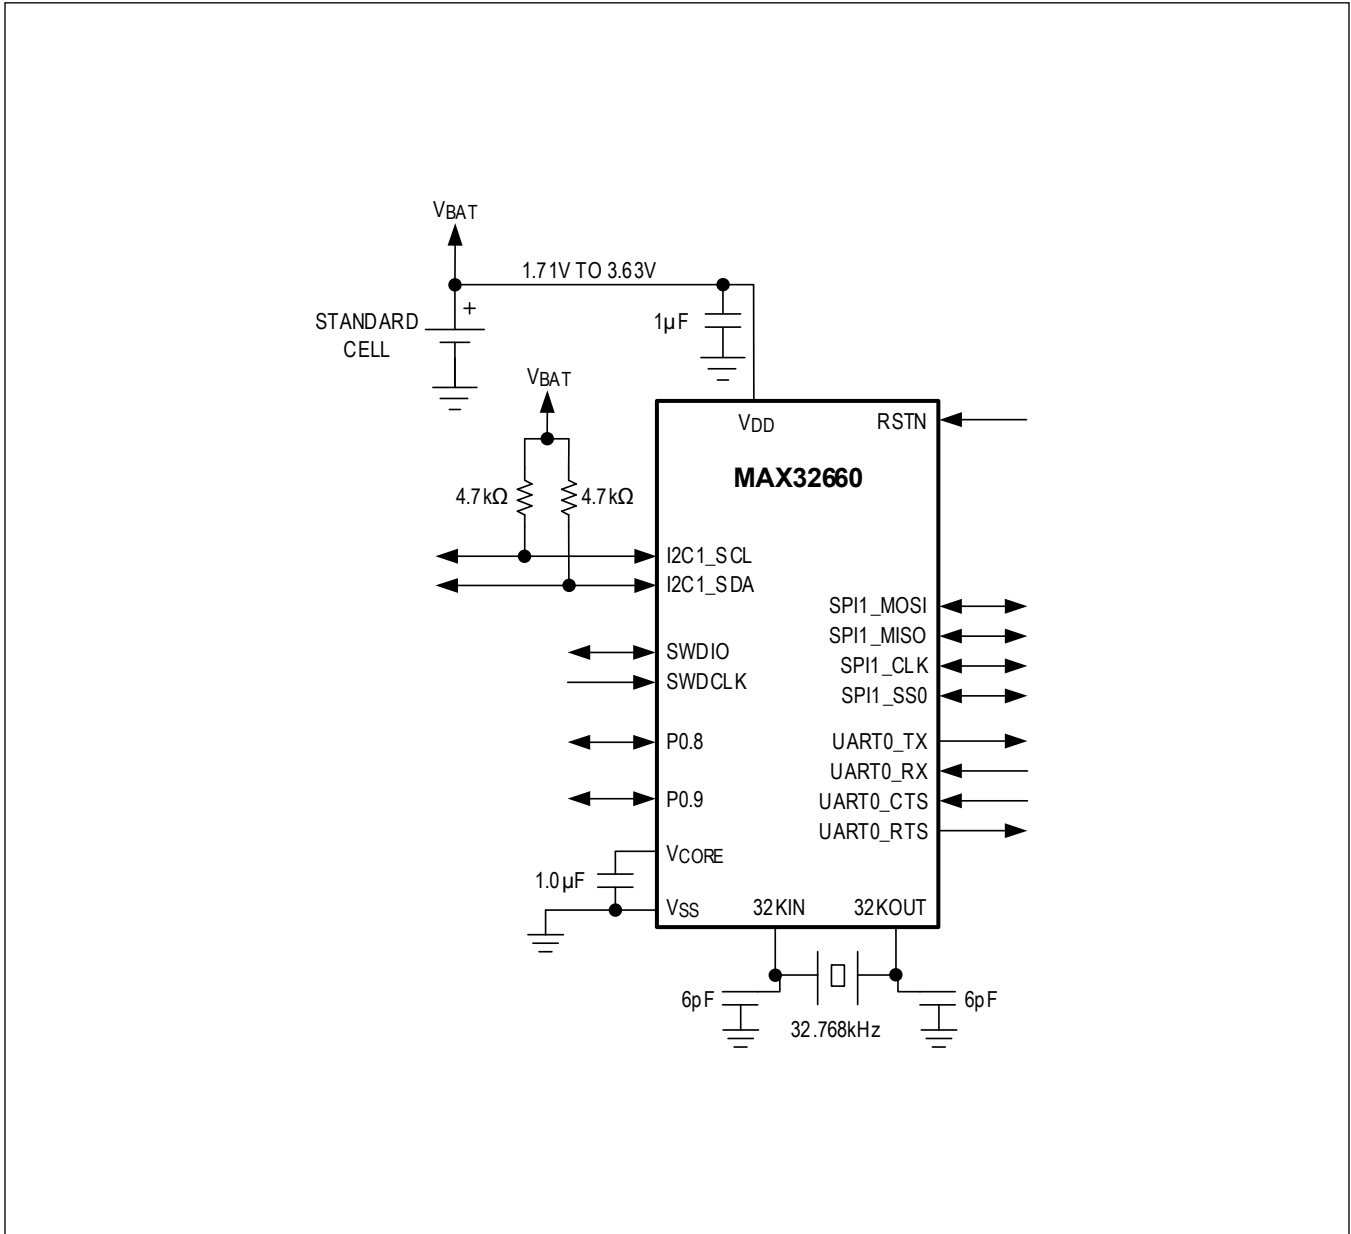 VBAT
1.71V TO 3.63V
+
STANDARD
CELL
1µF
VBAT
4.7kΩ
4.7kΩ
VDD
RSTN
MAX32660
I2C1_SCL
I2C1_SDA
SWDIO
SWDCLK
P0.8
P0.9
VCORE
1.0µF
VSS
SPI1_MOSI
SPI1_MISO
SPI1_CLK
SPI1_SS0
UART0_TX
UART0_RX
UART0_CTS
UART0_RTS
32KIN
32KOUT
6pF
6pF
32.768kHz